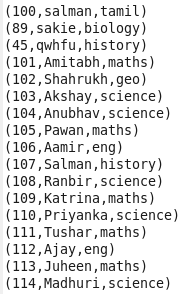 (100,salman,tamil)
(89,sakie,biology)
(45,qwhfu,history)
(101,Amitabh,maths)
(102,Shahrukh,geo)
(103,Akshay,science)
(104,Anubhav,science)
(105,Pawan,maths)
(106,Aamir,eng)
(107,Salman,history)
(108,Ranbir,science)
(109,Katrina,maths)
(110,Priyanka,science)
(111,Tushar,maths)
(112,Ajay,eng)
(113,Juheen,maths)
(114,Madhuri,science)